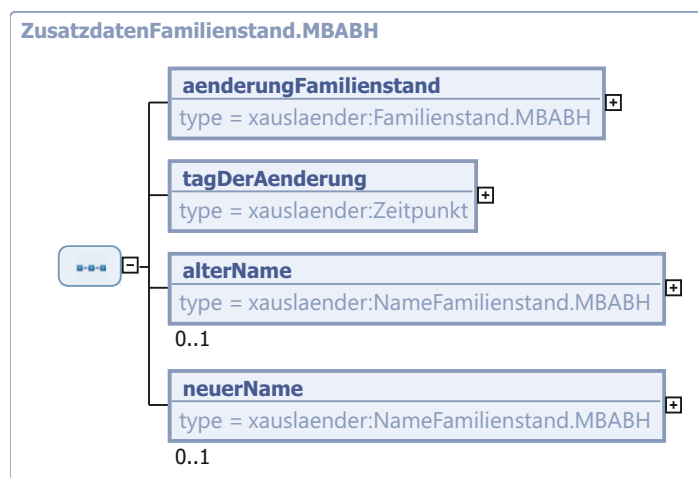 ZusatzdatenFamilienstand.MBABH
aenderungFamilienstand
type = xauslaender:Familienstand.MBABH
tagDerAenderung
type = xauslaender:Zeitpunkt
alterName
type = xauslaender:NameFamilienstand.MBABH
0..1
neuerName
type = xauslaender:NameFamilienstand.MBABH
0..1